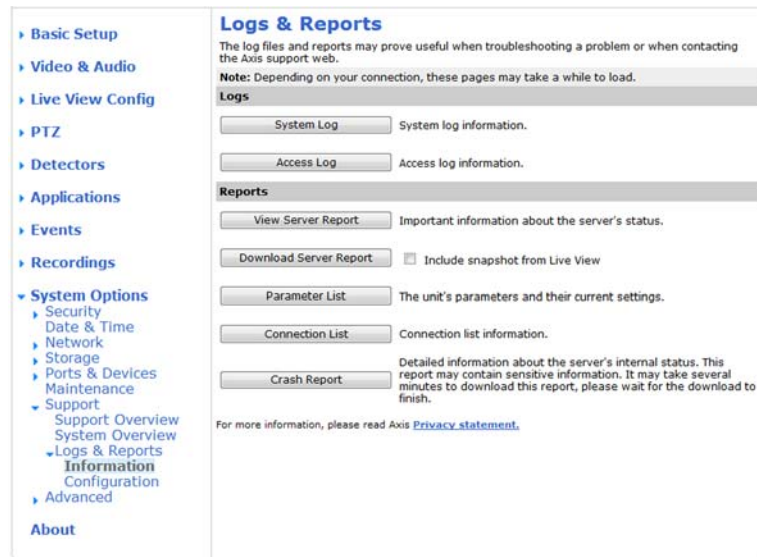 Basic Setup
Video & Audio
Live View Config
PTZ
Detectors
Applications
Events
Recordings
System Options
Security
Date & Time
Network
Storage
Ports & Devices
Maintenance
Support
Support Overview
System Overview
Logs & Reports
Information
Configuration
Advanced
About
Logs & Reports
The log files and reports may prove useful when troubleshooting a problem or when contacting
the Axis support web.
Note: Depending on your connection, these pages may take a while to load.
Logs
System Log System log information.
Access Log Access log information.
Reports
View Server Report Important information about the server's status.
Download Server Report Include snapshot from Live View
Parameter List The unit's parameters and their current settings.
Connection List Connection list information.
Crash Report Detailed information about the server's internal status. This
report may contain sensitive information. It may take several
minutes to download this report, please wait for the download to
finish.
For more information, please read Axis Privacy statement.